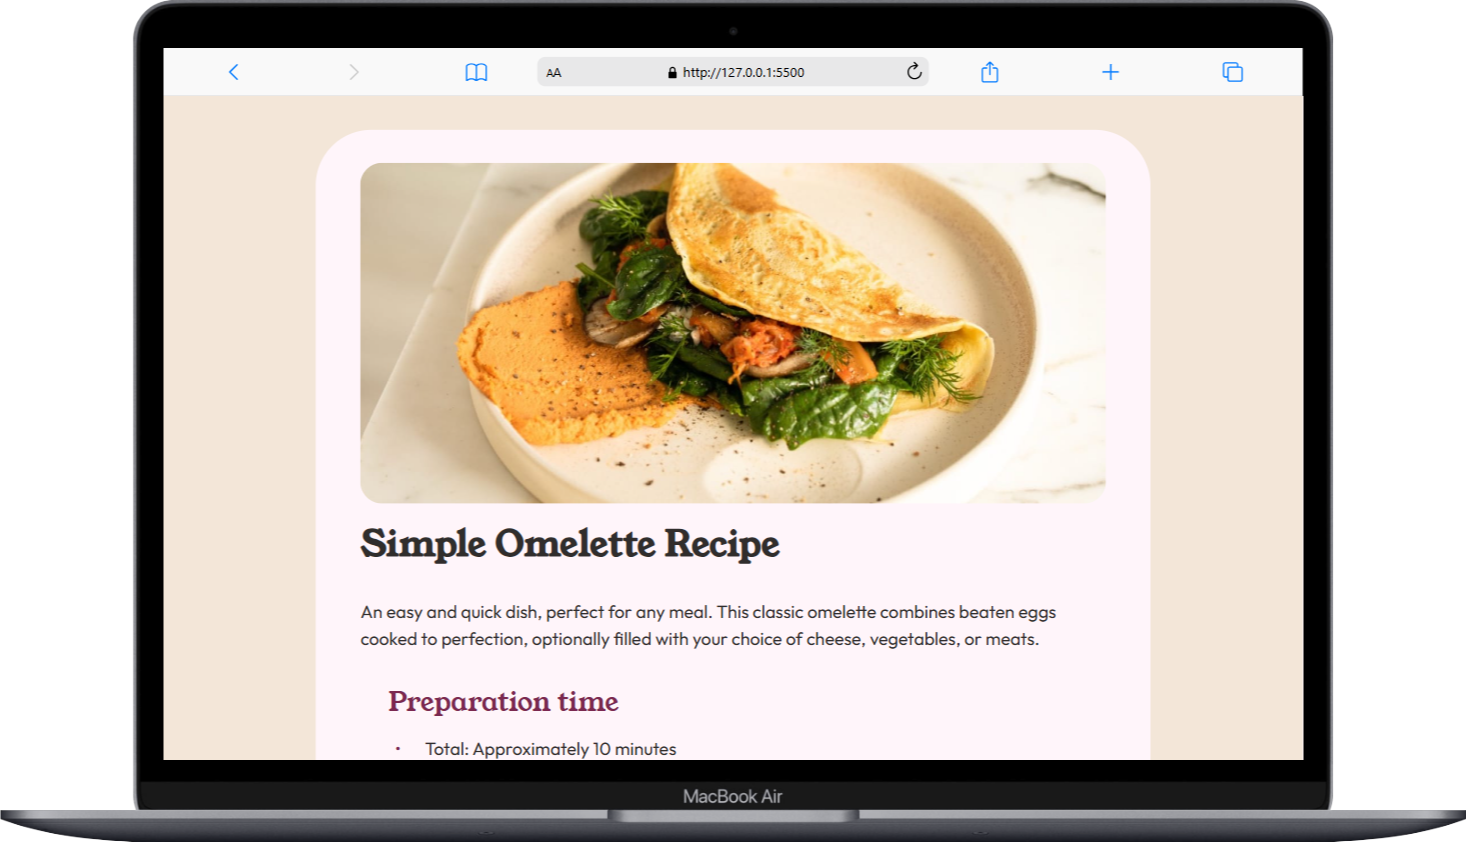 AA http://127.0.0.1:5500
Simple Omelette Recipe
An easy and quick dish, perfect for any meal. This classic omelette combines beaten eggs
cooked to perfection, optionally filled with your choice of cheese, vegetables, or meats.
Preparation time
• Total: Approximately 10 minutes
MacBook Air